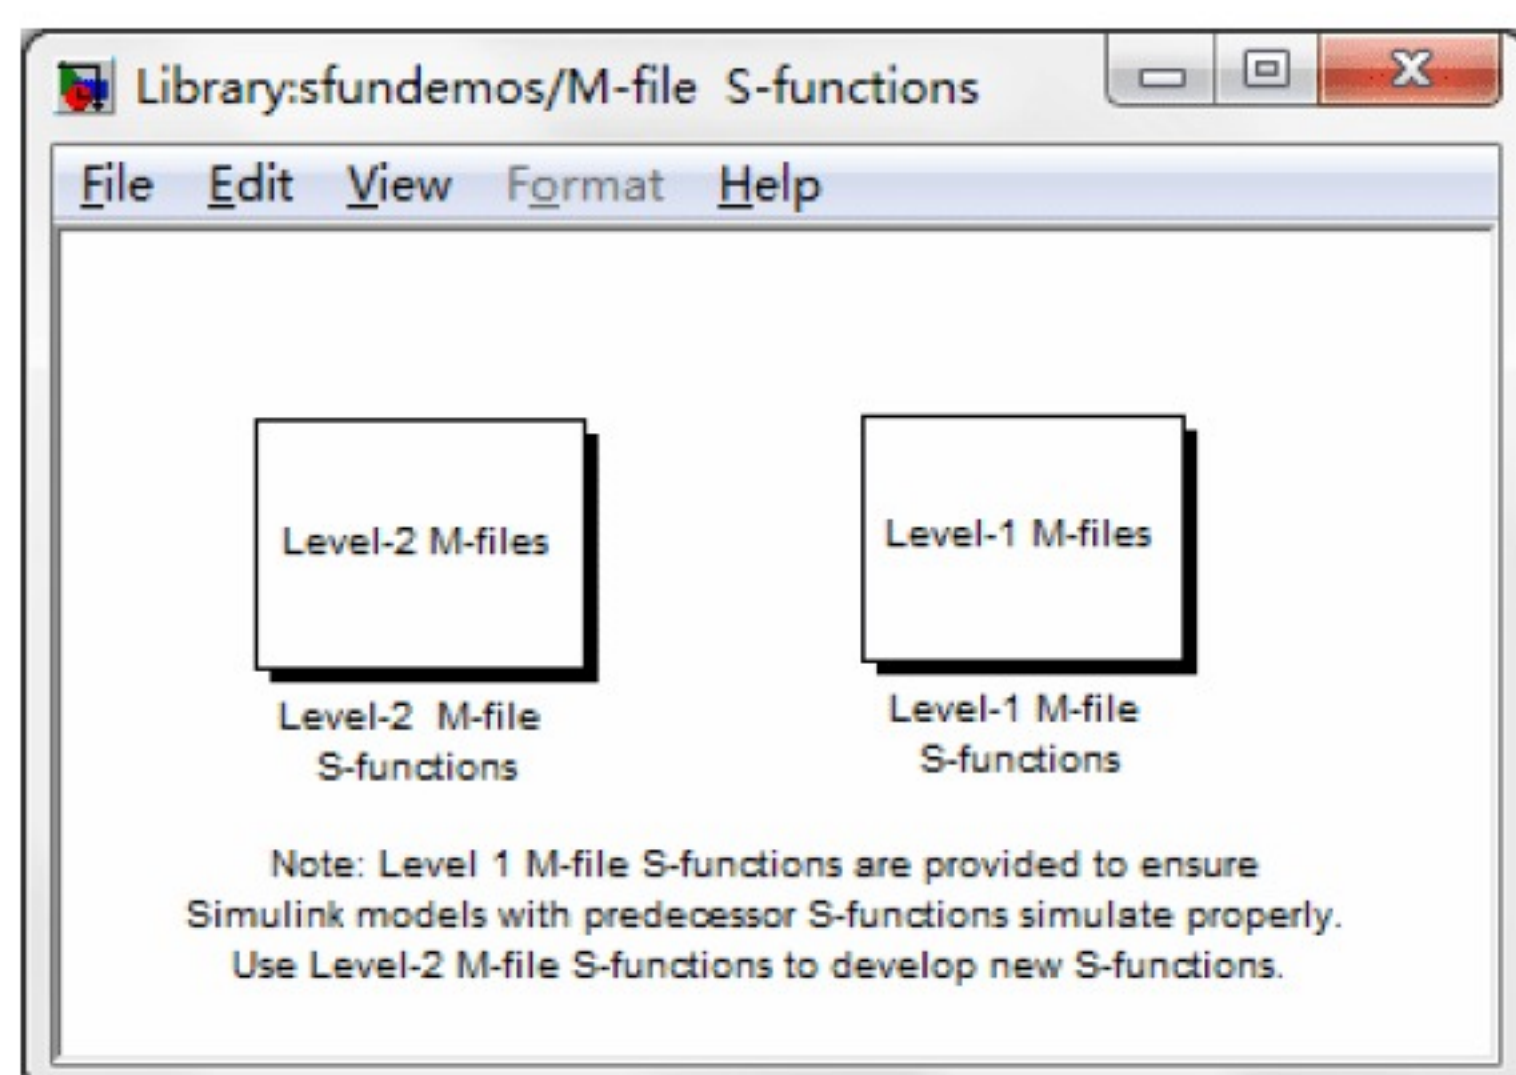 Library:sfundemos/M-file S-functions
File Edit View Format Help
Level-2 M-files
Level-2 M-file
S-functions
Level-1 M-files
Level-1 M-file
S-functions
Note: Level 1 M-file S-functions are provided to ensure
Simulink models with predecessor S-functions simulate properly.
Use Level-2 M-file S-functions to develop new S-functions.